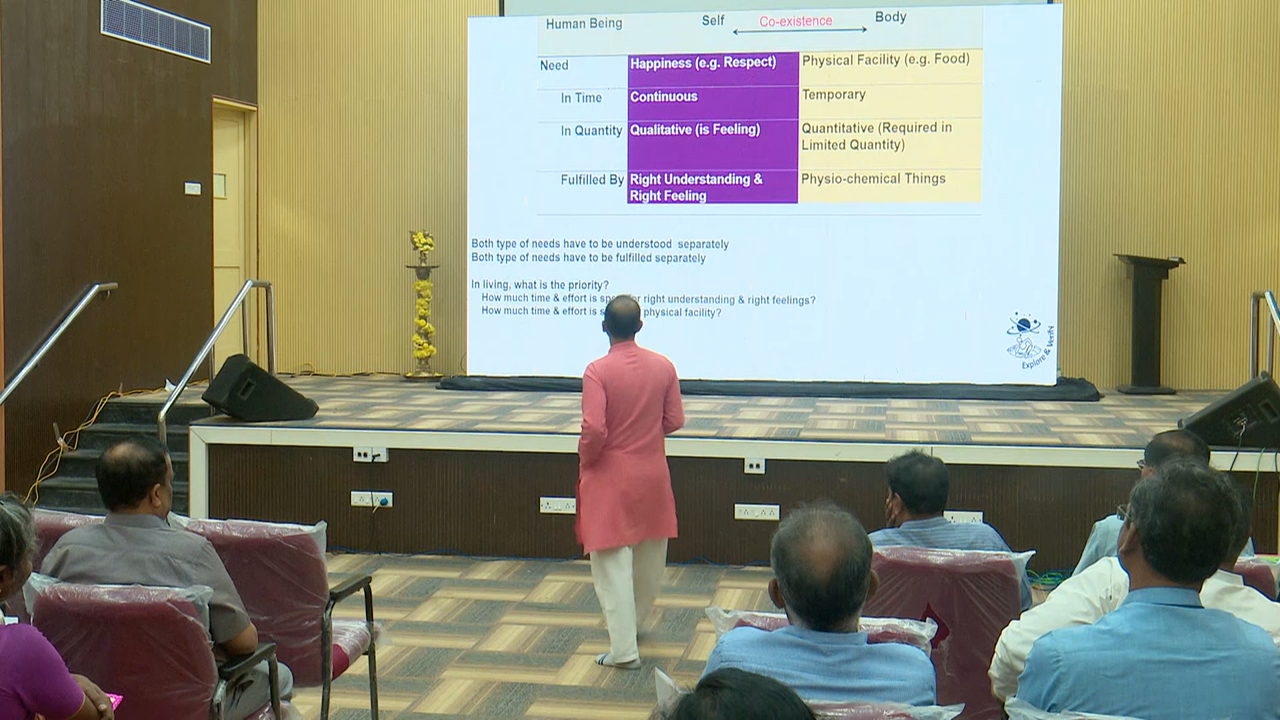 Human Being Self Co-existence Body
Need Happiness (e.g. Respect) Physical Facility (e.g. Food)
In Time Continuous Temporary
In Quantity Qualitative (is Feeling) Quantitative (Required in
Limited Quantity)
Fulfilled By Right Understanding & Physio-chemical Things
Right Feeling
Both type of needs have to be understood separately
Both type of needs have to be fulfilled separately
In living, what is the priority?
How much time & effort is right understanding & right feelings?
How much time & effort is physical facility?
Explore & Verify